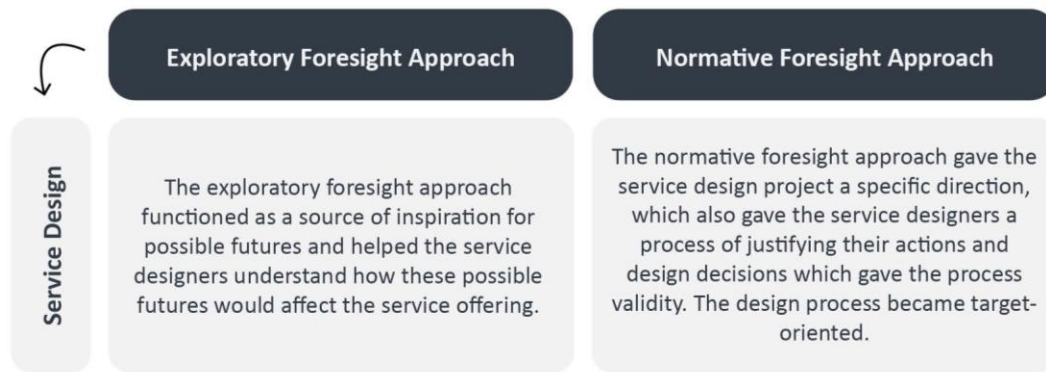 Exploratory Foresight Approach
Normative Foresight Approach
Service Design
The exploratory foresight approach
functioned as a source of inspiration for
possible futures and helped the service
designers understand how these possible
futures would affect the service offering.
The normative foresight approach gave the
service design project a specific direction,
which also gave the service designers a
process of justifying their actions and
design decisions which gave the process
validity. The design process became target-
oriented.